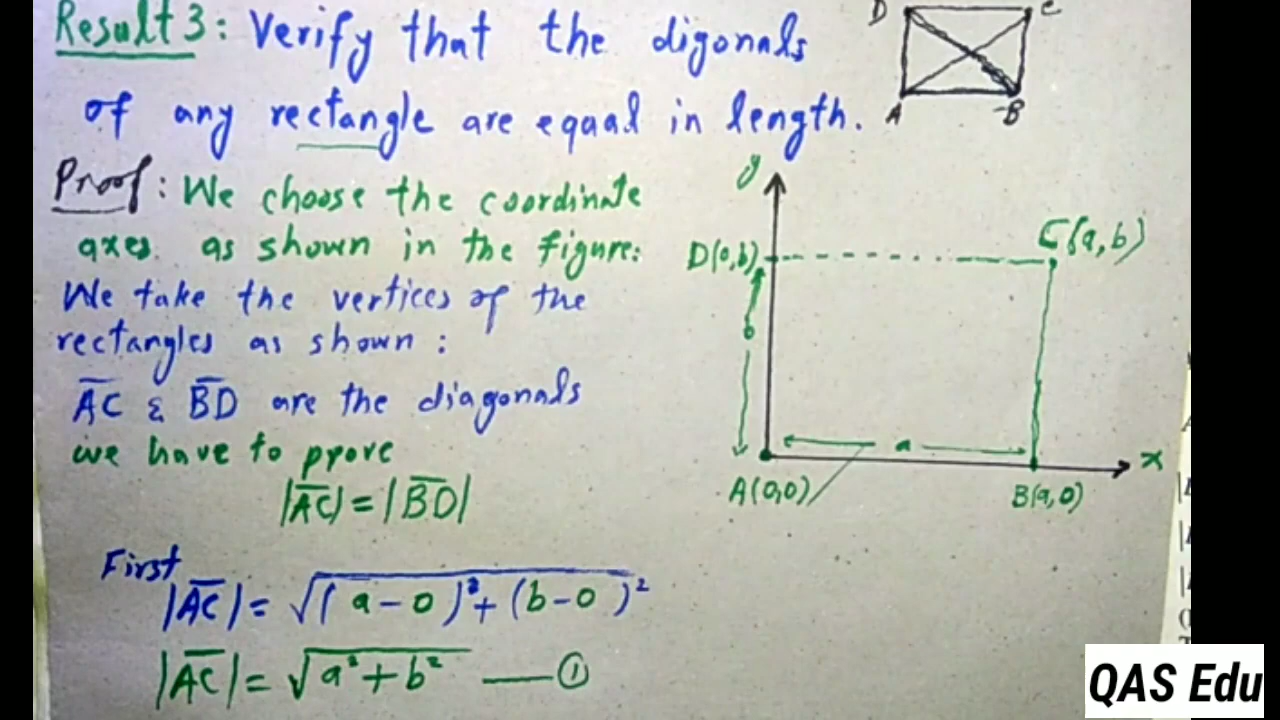 Result 3: Verify that the digonals
of any rectangle are equal in length.
D C
A B
Proof: We choose the coordinate
axes as shown in the figure:
We take the vertices of the
rectangles as shown:
AC & BD are the diagonals
we have to prove
|AC| = |BD|
First
|AC| = √(a-0)²+(b-0)²
|AC| = √a²+b² —— ①
y
D(0,b) C(a,b)
b
a
x
A(0,0) B(a,0)
QAS Edu